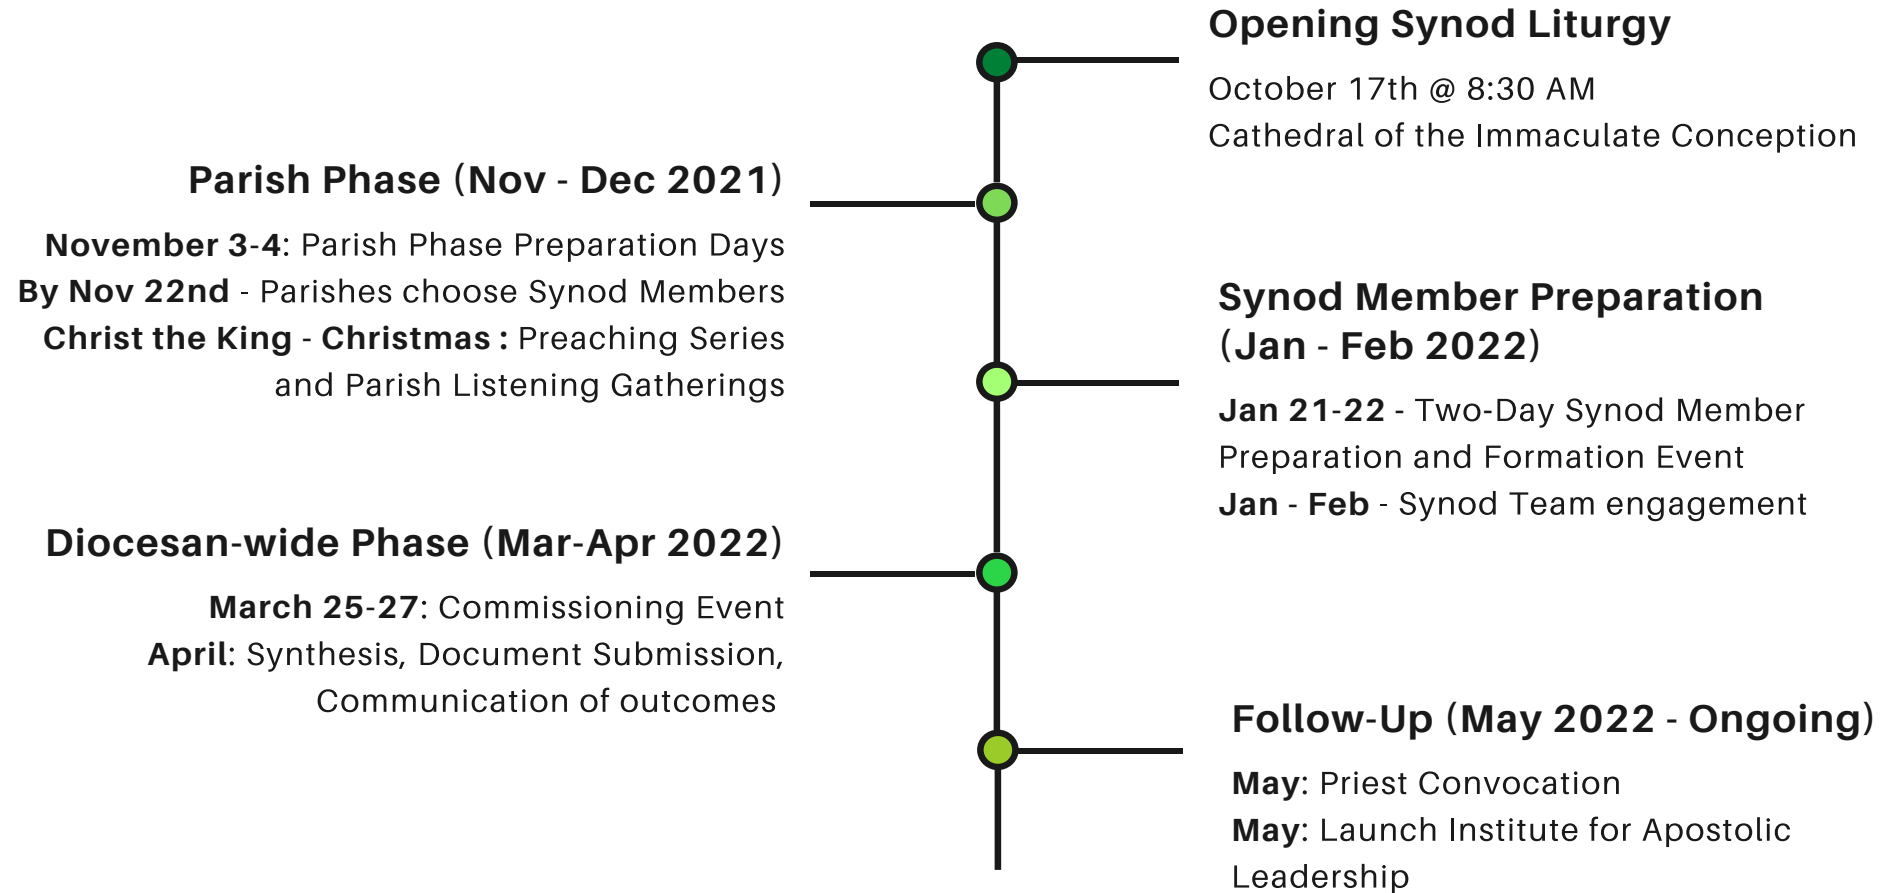 Opening Synod Liturgy
October 17th @ 8:30 AM
Cathedral of the Immaculate Conception
Parish Phase (Nov - Dec 2021)
November 3-4: Parish Phase Preparation Days
By Nov 22nd - Parishes choose Synod Members
Christ the King - Christmas : Preaching Series
and Parish Listening Gatherings
Synod Member Preparation
(Jan - Feb 2022)
Jan 21-22 - Two-Day Synod Member
Preparation and Formation Event
Jan - Feb - Synod Team engagement
Diocesan-wide Phase (Mar-Apr 2022)
March 25-27: Commissioning Event
April: Synthesis, Document Submission,
Communication of outcomes
Follow-Up (May 2022 - Ongoing)
May: Priest Convocation
May: Launch Institute for Apostolic
Leadership